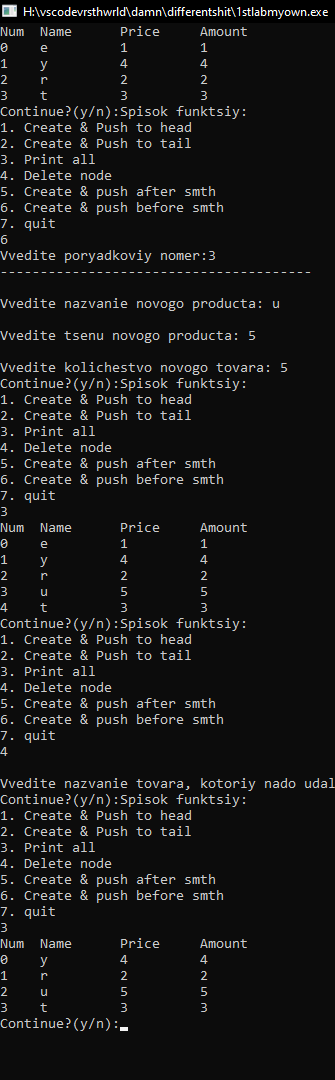 H:\vscodevrsthwrld\damn\differentshit\1stlabmyown.exe
Num Name Price Amount
0 e 1 1
1 y 4 4
2 r 2 2
3 t 3 3
Continue?(y/n):Spisok funktsiy:
1. Create & Push to head
2. Create & Push to tail
3. Print all
4. Delete node
5. Create & push after smth
6. Create & push before smth
7. quit
6
Vvedite poryadkoviy nomer:3
---------------------------------------
Vvedite nazvanie novogo producta: u
Vvedite tsenu novogo producta: 5
Vvedite kolichestvo novogo tovara: 5
Continue?(y/n):Spisok funktsiy:
1. Create & Push to head
2. Create & Push to tail
3. Print all
4. Delete node
5. Create & push after smth
6. Create & push before smth
7. quit
3
Num Name Price Amount
0 e 1 1
1 y 4 4
2 r 2 2
3 u 5 5
4 t 3 3
Continue?(y/n):Spisok funktsiy:
1. Create & Push to head
2. Create & Push to tail
3. Print all
4. Delete node
5. Create & push after smth
6. Create & push before smth
7. quit
4
Vvedite nazvanie tovara, kotoriy nado udal
Continue?(y/n):Spisok funktsiy:
1. Create & Push to head
2. Create & Push to tail
3. Print all
4. Delete node
5. Create & push after smth
6. Create & push before smth
7. quit
3
Num Name Price Amount
0 y 4 4
1 r 2 2
2 u 5 5
3 t 3 3
Continue?(y/n):